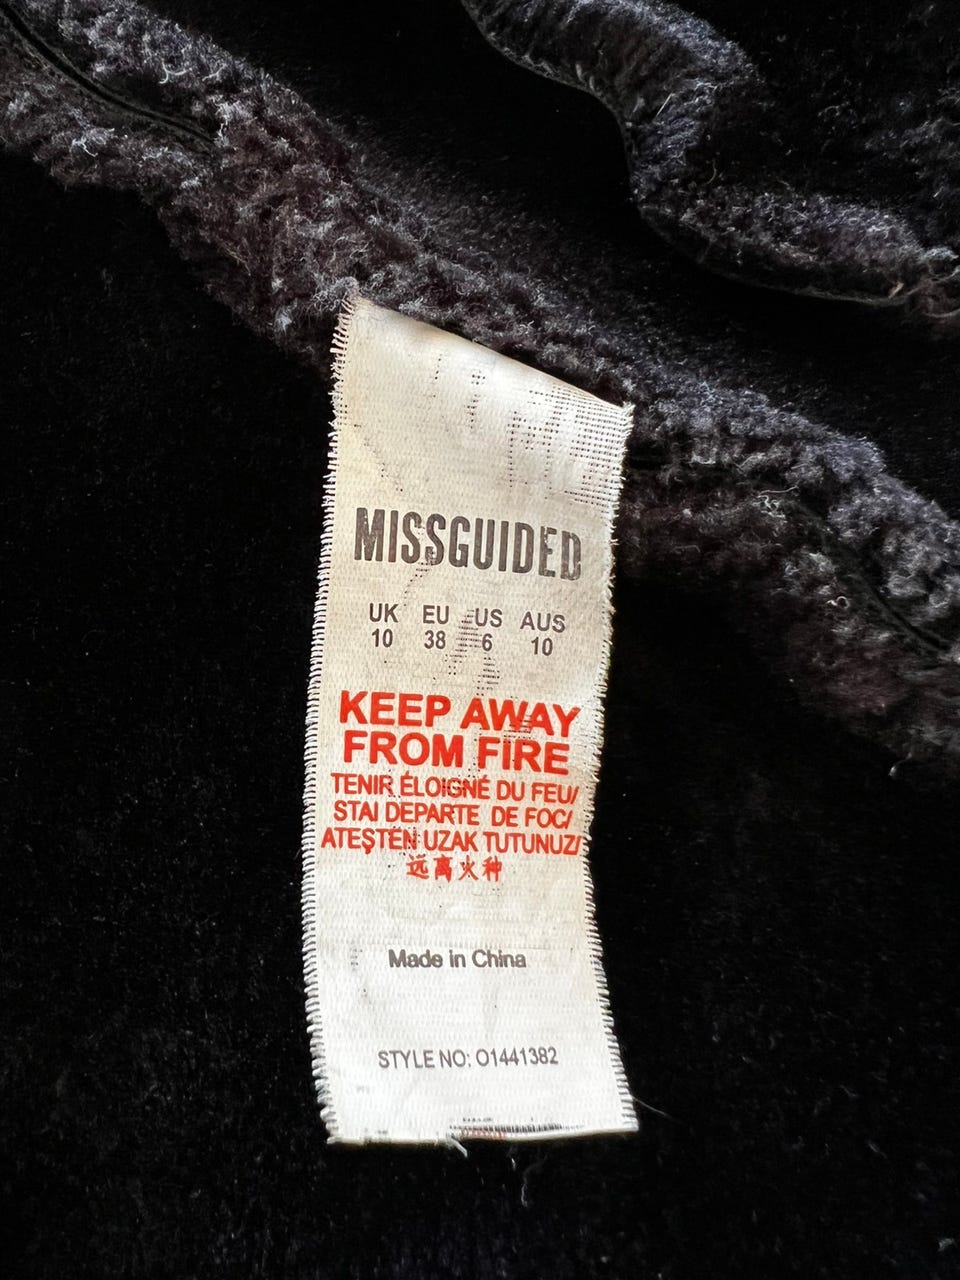 MISSGUIDED
UK EU US AUS
10 38 6 10
KEEP AWAY
FROM FIRE
TENIR ÉLOIGNÉ DU FEU/
STAI DEPARTE DE FOC/
ATEŞTEN UZAK TUTUNUZ/
远离火种
Made in China
STYLE NO: O1441382